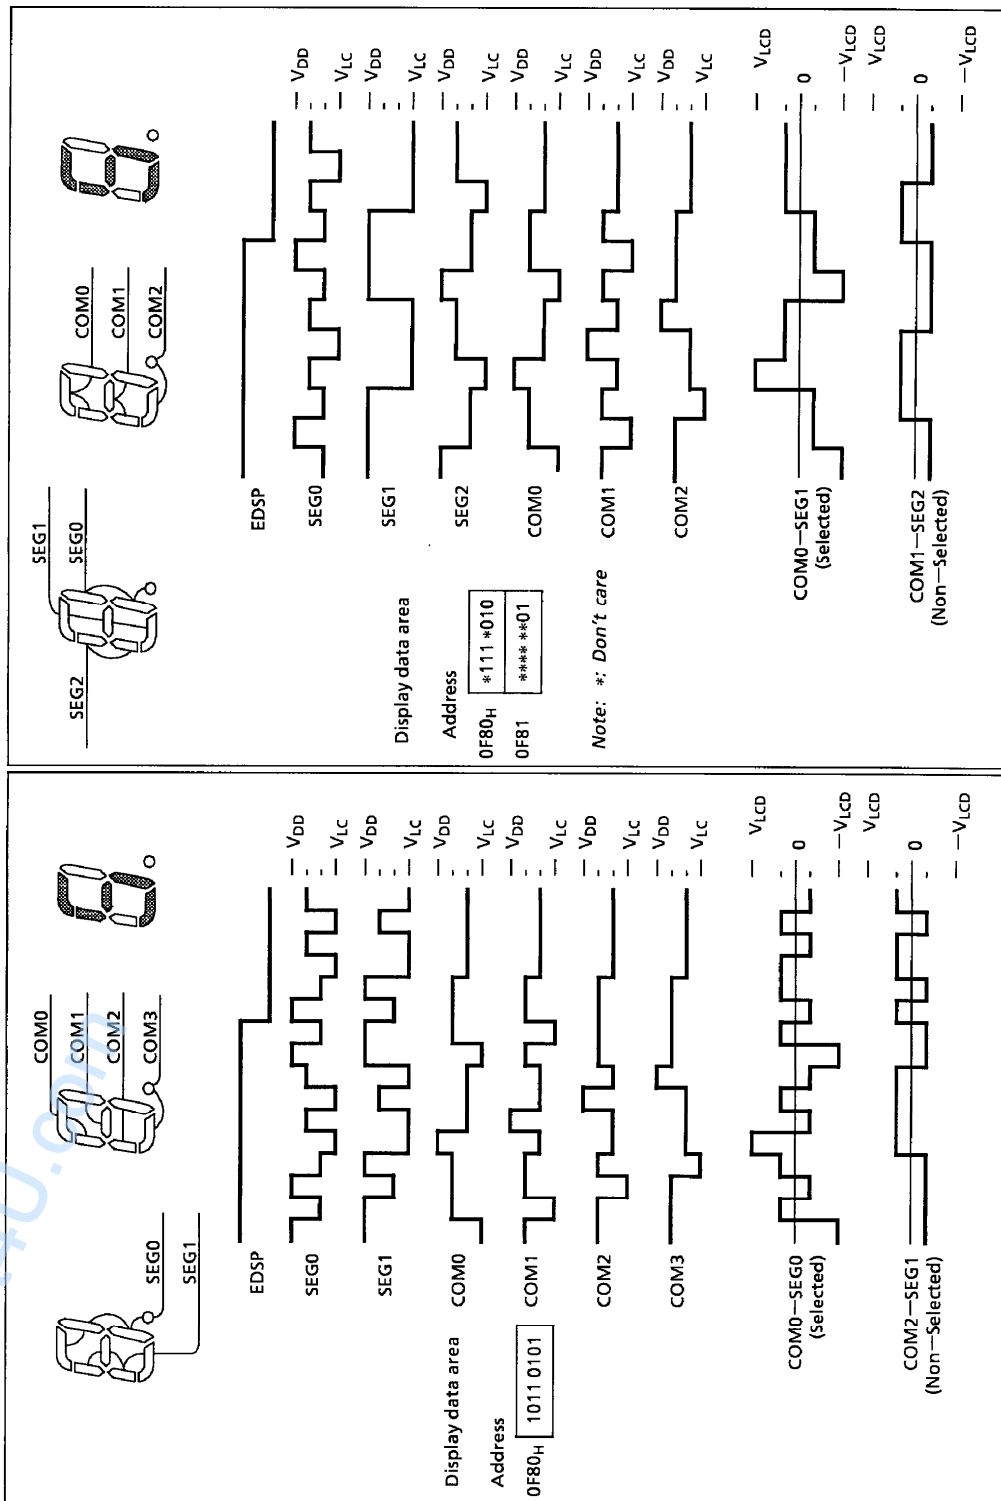 SEG0
SEG1
COM0
COM1
COM2
COM3
EDSP
SEG0
VDD
VLC
SEG1
VDD
VLC
Display data area
Address
0F80H 1011 0101
COM0
VDD
VLC
COM1
VDD
VLC
COM2
VDD
VLC
COM3
VDD
VLC
COM0—SEG0
(Selected)
VLCD
0
—VLCD
COM2—SEG1
(Non—Selected)
VLCD
0
—VLCD
SEG2
SEG1
SEG0
COM0
COM1
COM2
EDSP
SEG0
VDD
VLC
SEG1
VDD
VLC
Display data area
Address
0F80H *111 *010
0F81 **** **01
Note: *; Don't care
SEG2
VDD
VLC
COM0
VDD
VLC
COM1
VDD
VLC
COM2
VDD
VLC
COM0—SEG1
(Selected)
VLCD
0
—VLCD
COM1—SEG2
(Non—Selected)
VLCD
0
—VLCD
4U.com